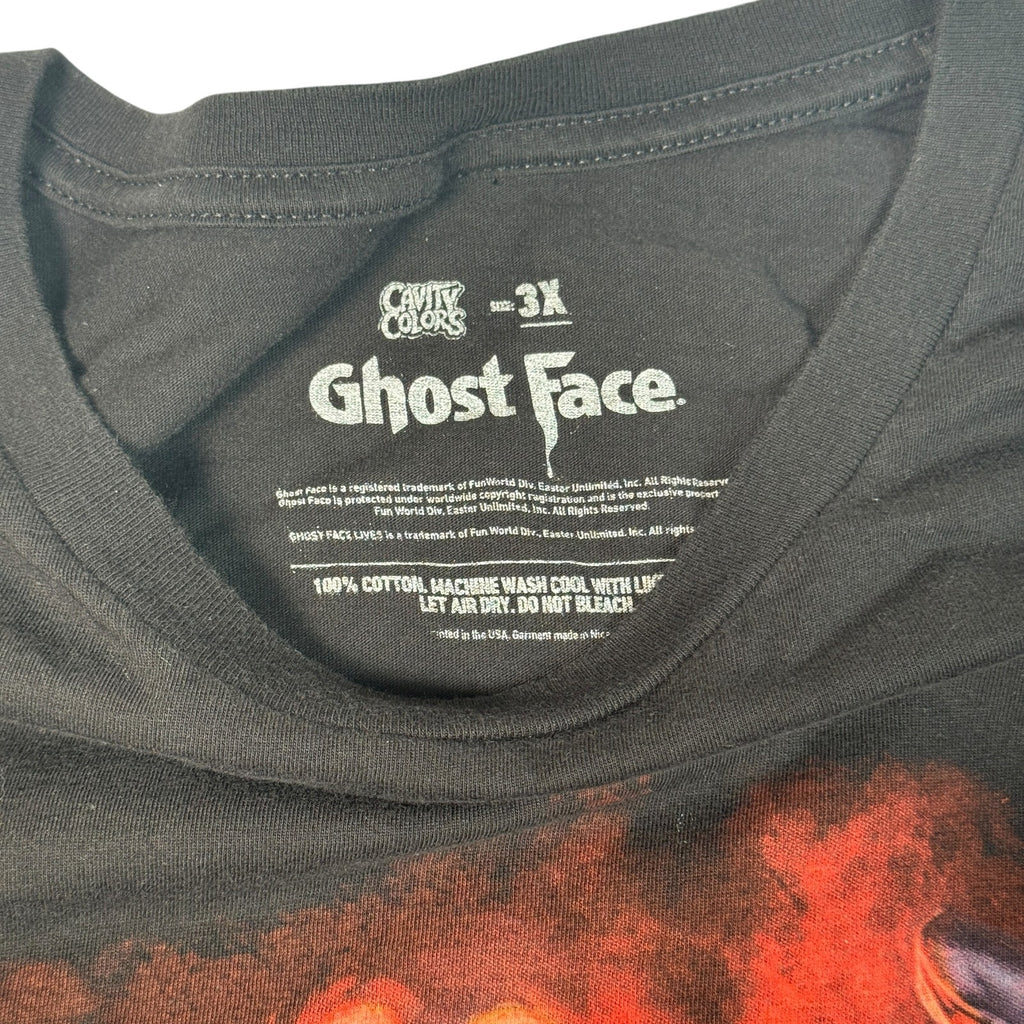 CAVITY COLORS
SIZE: 3X
Ghost Face.
Ghost Face is a registered trademark of FunWorld Div. Easter Unlimited, Inc. All Rights Reserve
Ghost Face is protected under worldwide copyright registration and is the exclusive
Fun World Div. Easter Unlimited, Inc. All Rights Reserved.
GHOST FACE LIVES is a trademark of Fun World Div., Easter Unlimited, Inc. All rights
100% COTTON. MACHINE WASH COOL WITH
LET AIR DRY. DO NOT BLEACH
in the USA. Garment made in